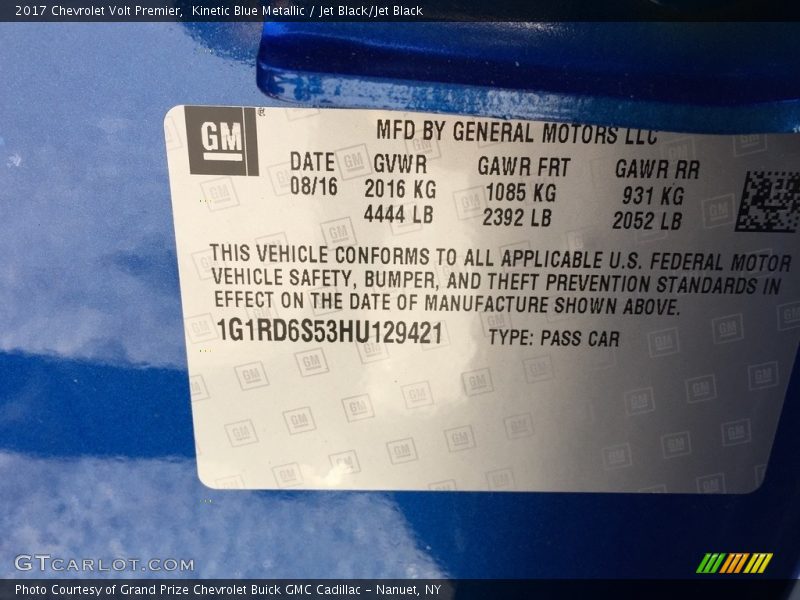 2017 Chevrolet Volt Premier, Kinetic Blue Metallic / Jet Black/Jet Black
GM
MFD BY GENERAL MOTORS LLC
DATE GVWR GAWR FRT GAWR RR
08/16 2016 KG 1085 KG 931 KG
4444 LB 2392 LB 2052 LB
THIS VEHICLE CONFORMS TO ALL APPLICABLE U.S. FEDERAL MOTOR
VEHICLE SAFETY, BUMPER, AND THEFT PREVENTION STANDARDS IN
EFFECT ON THE DATE OF MANUFACTURE SHOWN ABOVE.
1G1RD6S53HU129421 TYPE: PASS CAR
GTCARLOT.COM
Photo Courtesy of Grand Prize Chevrolet Buick GMC Cadillac - Nanuet, NY